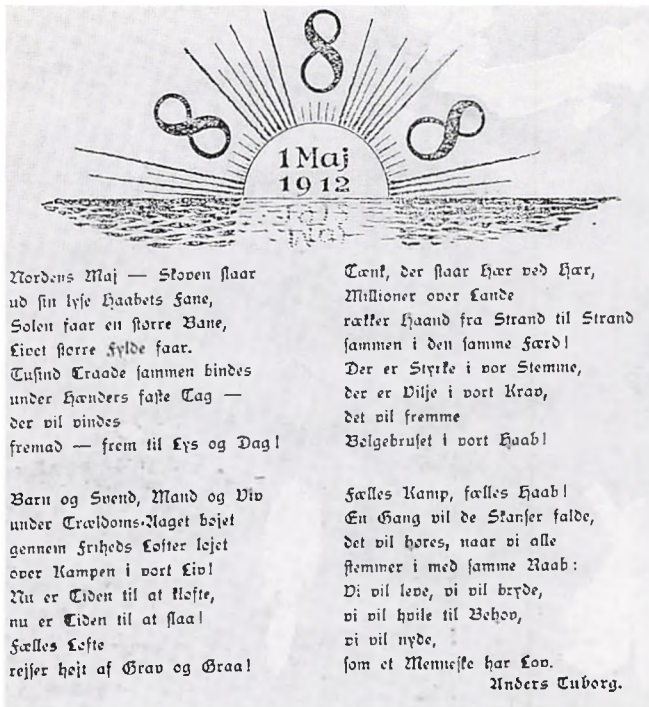 8
8
8
1 Maj
1912
Nordens Maj — Skoven slaar
ud sin lyse Haabets Fane,
Solen faar en større Bane,
Livet større Fylde faar.
Tusind Traade sammen bindes
under Hænders faste Tag —
der vil vindes
fremad — frem til Lys og Dag!
Barn og Svend, Mand og Viv
under Trældoms-Aaget bøjet
gennem Friheds Løfter løjet
over Kampen i vort Liv!
Nu er Tiden til at kløfte,
nu er Tiden til at slaa!
Fælles Løfte
rejser højt af Grav og Graa!
Tænk, der staar Hær ved Hær,
Millioner over Lande
rækker Haand fra Strand til Strand
sammen i den samme Færd!
Der er Styrke i vor Stemme,
der er Vilje i vort Krav,
det vil fremme
Bølgebruset i vort Haab!
Fælles Kamp, fælles Haab!
En Gang vil de Skanser falde,
det vil høres, naar vi alle
stemmer i med samme Raab:
Vi vil leve, vi vil bryde,
vi vil hvile til Behov,
vi vil nyde,
som et Menneske har Lov.
Anders Tuborg.